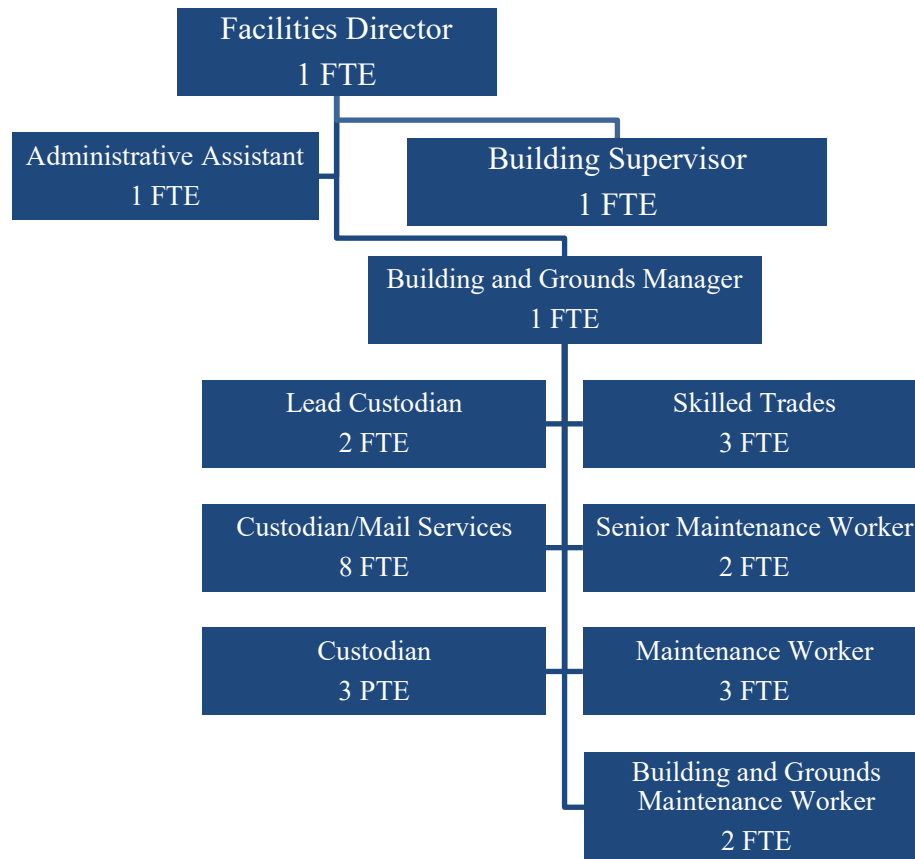 Facilities Director
1 FTE
Administrative Assistant
1 FTE
Building Supervisor
1 FTE
Building and Grounds Manager
1 FTE
Lead Custodian
2 FTE
Skilled Trades
3 FTE
Custodian/Mail Services
8 FTE
Senior Maintenance Worker
2 FTE
Custodian
3 PTE
Maintenance Worker
3 FTE
Building and Grounds
Maintenance Worker
2 FTE